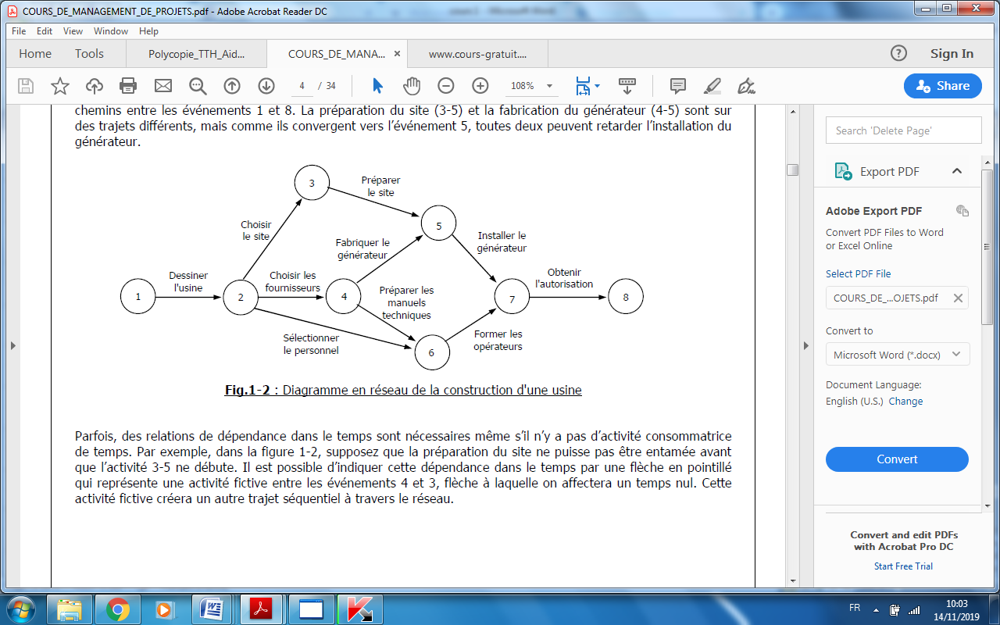 COURS_DE_MANAGEMENT_DE_PROJETS.pdf - Adobe Acrobat Reader DC
File Edit View Window Help
Home Tools Polycopie_TTH_Aid... COURS_DE_MANA... × www.cours-gratuit.... ? Sign In
4 / 34 108% Share
chemins entre les événements 1 et 8. La préparation du site (3-5) et la fabrication du générateur (4-5) sont sur
des trajets différents, mais comme ils convergent vers l’événement 5, toutes deux peuvent retarder l’installation du
générateur.
3
Préparer
le site
Choisir
le site
5
Fabriquer le
générateur
Installer le
générateur
Dessiner
l'usine
Choisir les
fournisseurs
Préparer les
manuels
techniques
Obtenir
l'autorisation
1
2
4
7
8
Sélectionner
le personnel
Former les
opérateurs
6
Fig.1-2 : Diagramme en réseau de la construction d'une usine
Parfois, des relations de dépendance dans le temps sont nécessaires même s’il n’y a pas d’activité consommatrice
de temps. Par exemple, dans la figure 1-2, supposez que la préparation du site ne puisse pas être entamée avant
que l’activité 3-5 ne débute. Il est possible d’indiquer cette dépendance dans le temps par une flèche en pointillé
qui représente une activité fictive entre les événements 4 et 3, flèche à laquelle on affectera un temps nul. Cette
activité fictive créera un autre trajet séquentiel à travers le réseau.
Search 'Delete Page'
Export PDF
Adobe Export PDF
Convert PDF Files to Word
or Excel Online
Select PDF File
COURS_DE_...OJETS.pdf
Convert to
Microsoft Word (*.docx)
Document Language:
English (U.S.) Change
Convert
Convert and edit PDFs
with Acrobat Pro DC
Start Free Trial
FR
10:03
14/11/2019